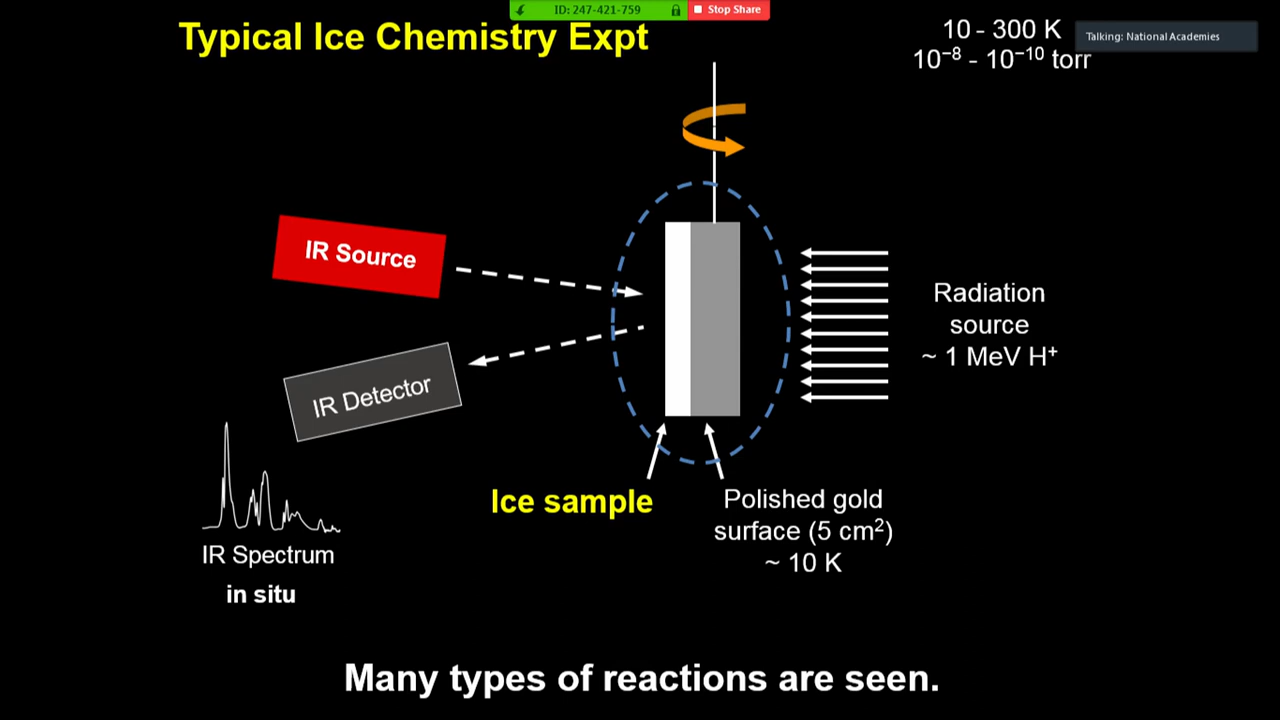 ID: 247-421-759
Stop Share
Typical Ice Chemistry Expt
10 - 300 K
10⁻⁸ - 10⁻¹⁰ torr
Talking: National Academies
IR Source
IR Detector
Radiation
source
~ 1 MeV H⁺
Ice sample
Polished gold
surface (5 cm²)
~ 10 K
IR Spectrum
in situ
Many types of reactions are seen.